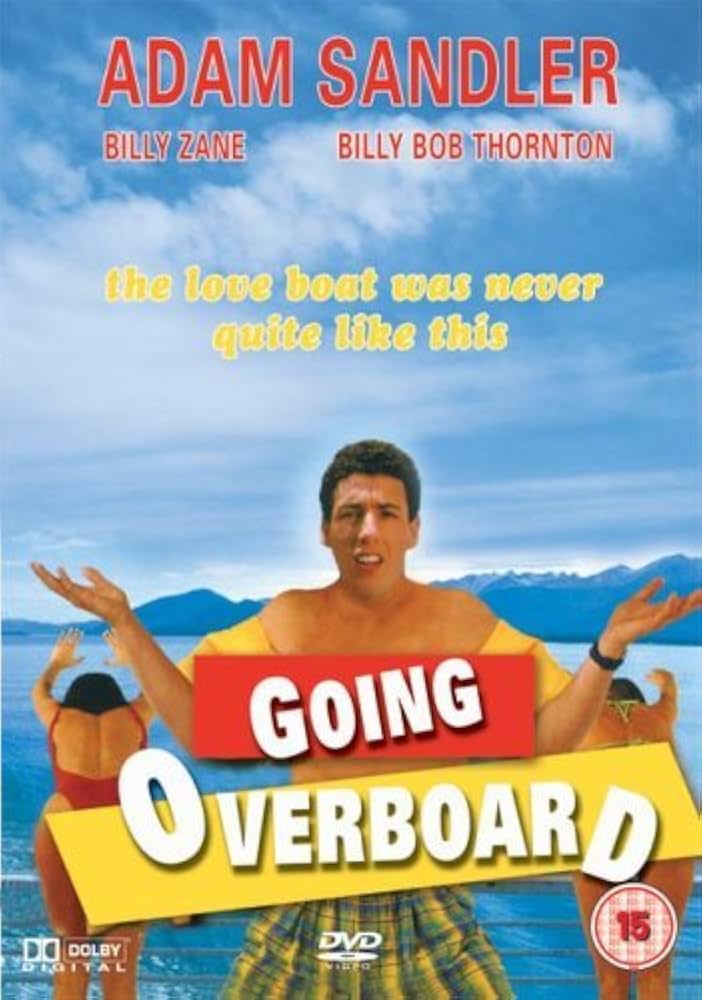 ADAM SANDLER
BILLY ZANE BILLY BOB THORNTON
the love boat was never
quite like this
GOING
OVERBOARD
15
DOLBY
DIGITAL
DVD
VIDEO